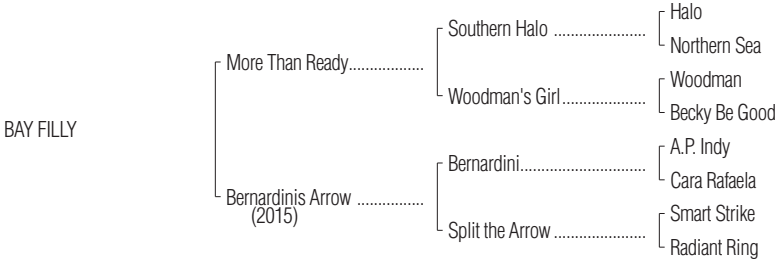 Halo
Southern Halo ......................
Northern Sea
More Than Ready..................
Woodman
Woodman's Girl....................
Becky Be Good
BAY FILLY
A.P. Indy
Bernardini..............................
Cara Rafaela
Bernardinis Arrow ................
(2015)
Smart Strike
Split the Arrow ......................
Radiant Ring